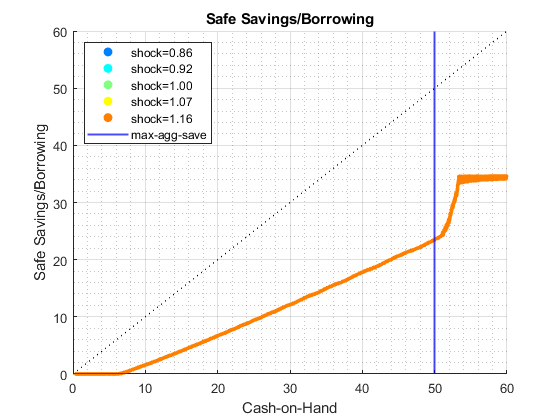 Safe Savings/Borrowing
60
50
40
30
20
10
0
Safe Savings/Borrowing
shock=0.86
shock=0.92
shock=1.00
shock=1.07
shock=1.16
max-agg-save
0 10 20 30 40 50 60
Cash-on-Hand